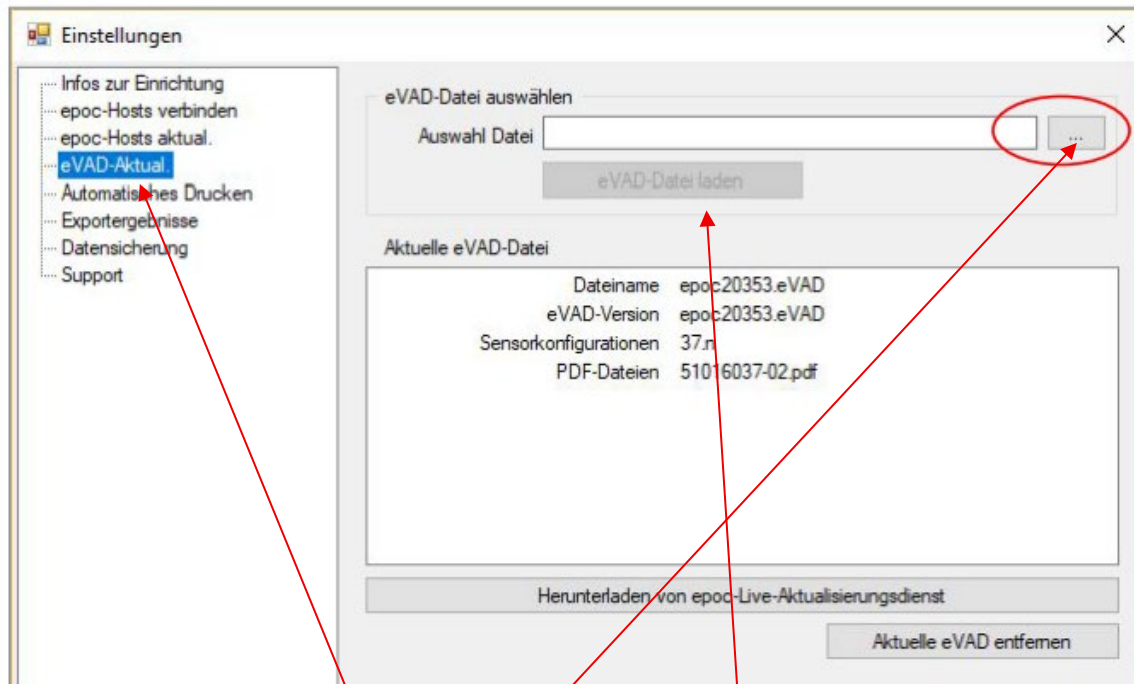 Einstellungen
Infos zur Einrichtung
epoc-Hosts verbinden
epoc-Hosts aktual.
eVAD-Aktual.
Automatisches Drucken
Exportergebnisse
Datensicherung
Support
eVAD-Datei auswählen
Auswahl Datei ...
eVAD-Datei laden
Aktuelle eVAD-Datei
Dateiname epoc20353.eVAD
eVAD-Version epoc20353.eVAD
Sensorkonfigurationen 37.n
PDF-Dateien 51016037-02.pdf
Herunterladen von epoc-Live-Aktualisierungsdienst
Aktuelle eVAD entfernen